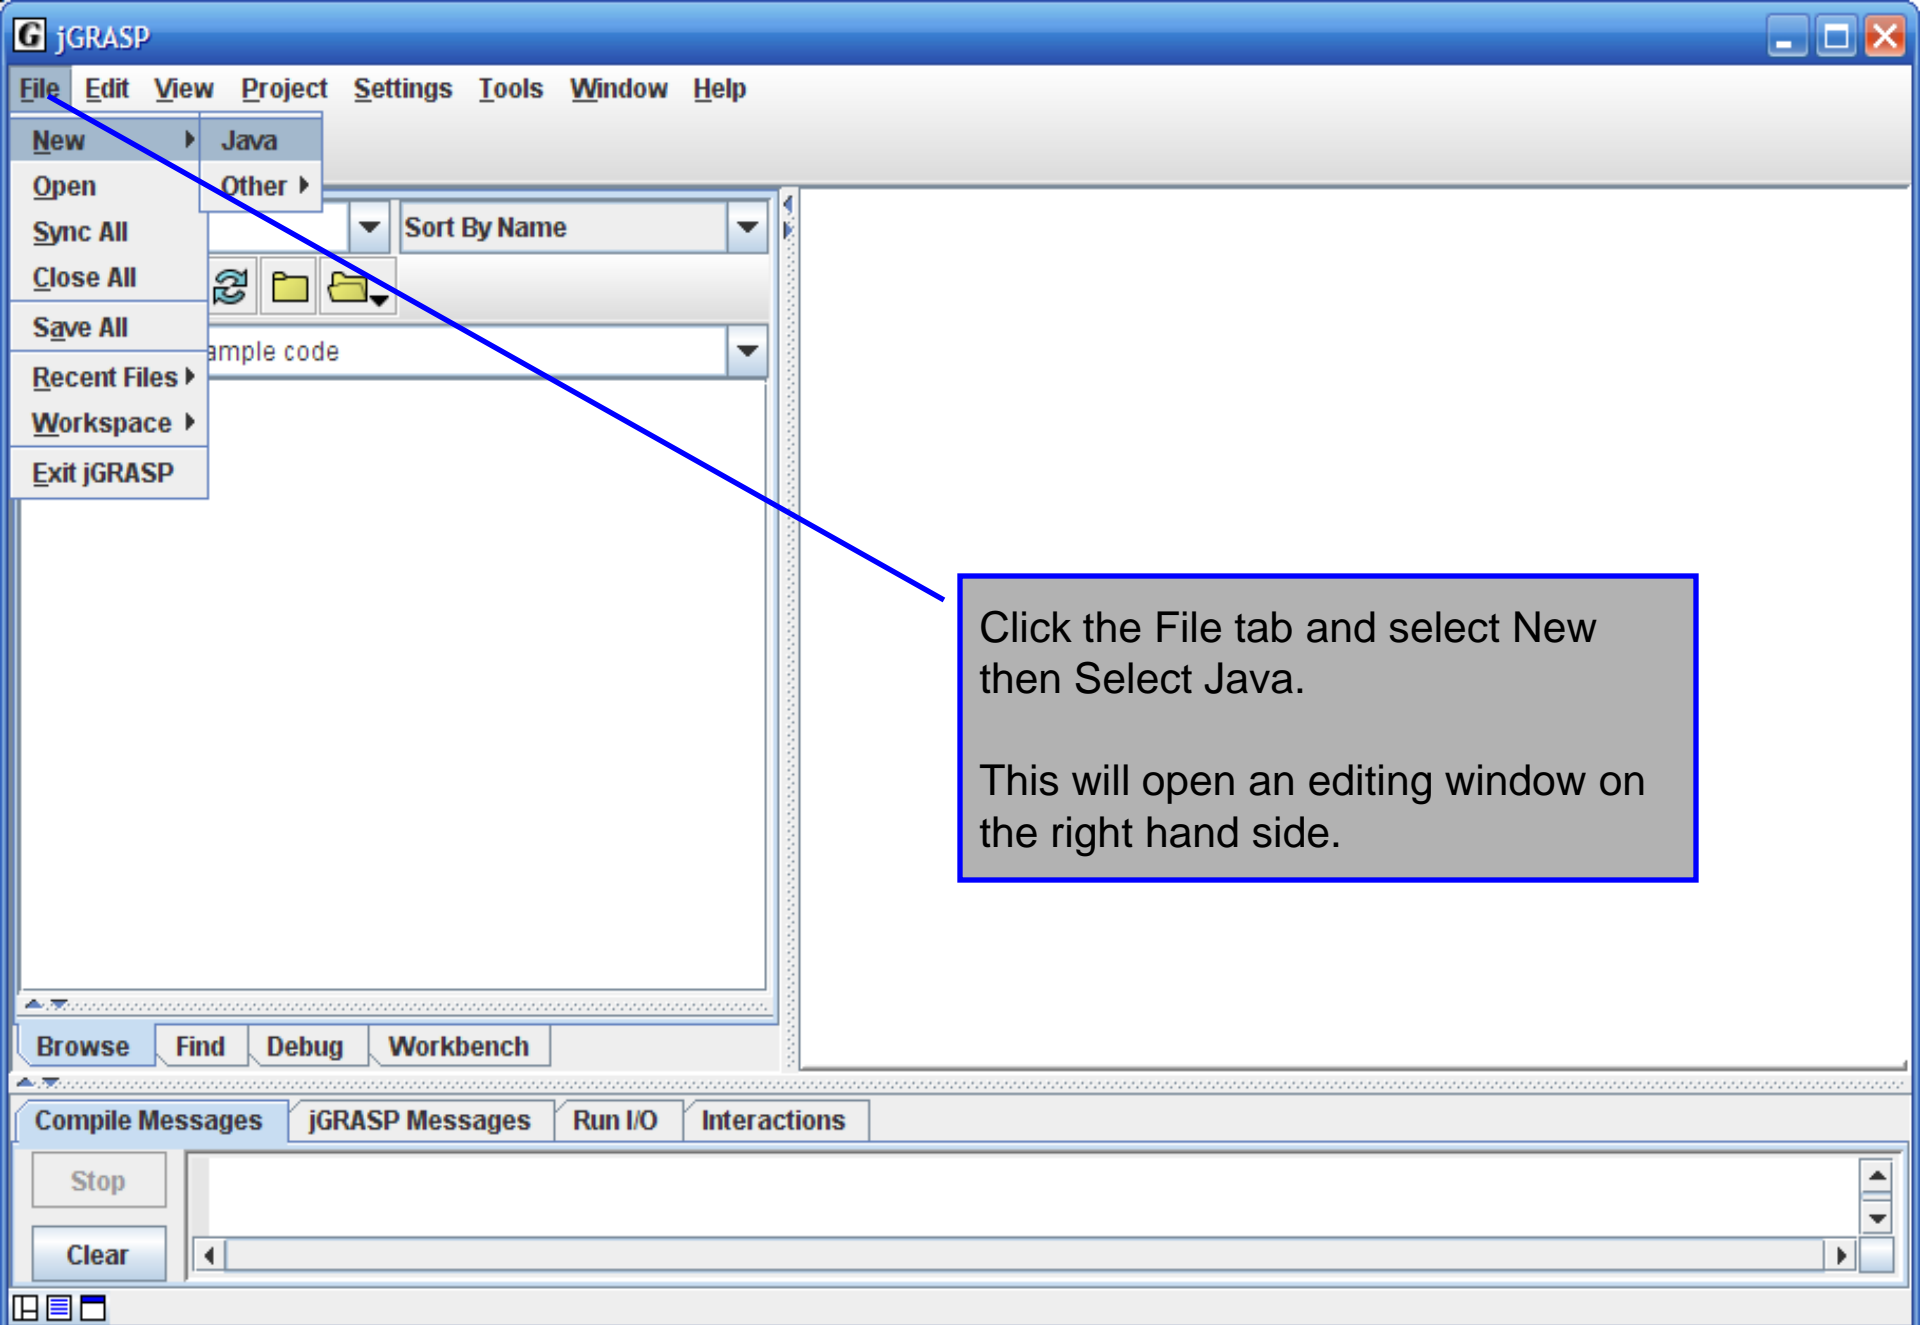 G jGRASP
File Edit View Project Settings Tools Window Help
New Java
Open Other
Sync All Sort By Name
Close All
Save All
ample code
Recent Files
Workspace
Exit jGRASP
Click the File tab and select New
then Select Java.
This will open an editing window on
the right hand side.
Browse Find Debug Workbench
Compile Messages jGRASP Messages Run I/O Interactions
Stop
Clear